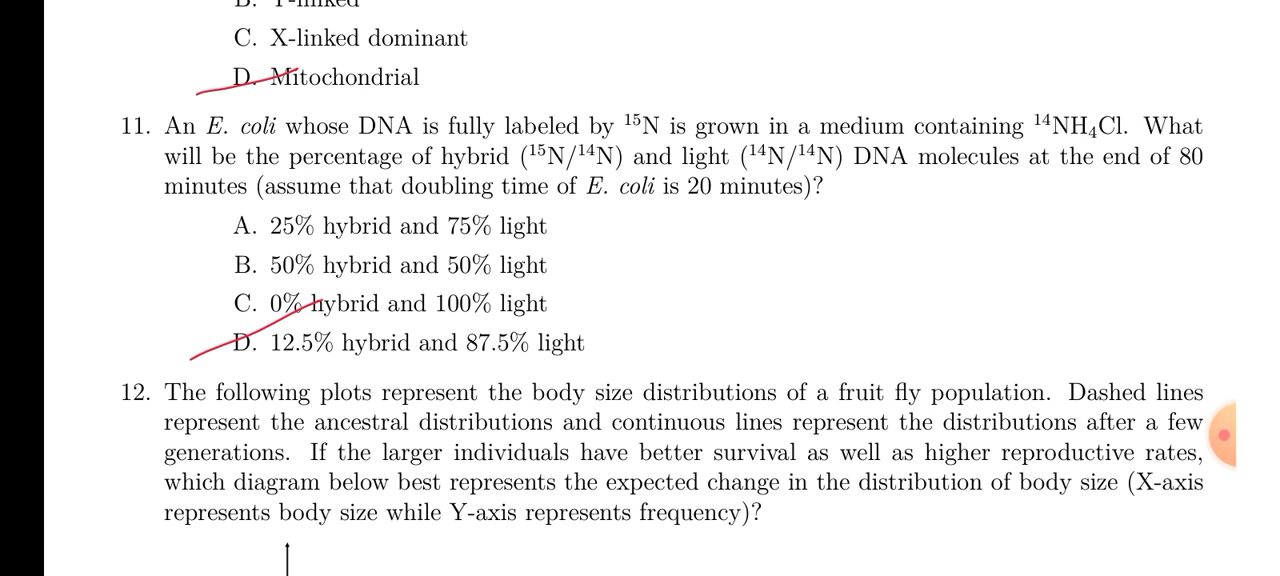 B. Y-linked
C. X-linked dominant
D. Mitochondrial
11. An E. coli whose DNA is fully labeled by ¹⁵N is grown in a medium containing ¹⁴NH₄Cl. What
will be the percentage of hybrid (¹⁵N/¹⁴N) and light (¹⁴N/¹⁴N) DNA molecules at the end of 80
minutes (assume that doubling time of E. coli is 20 minutes)?
A. 25% hybrid and 75% light
B. 50% hybrid and 50% light
C. 0% hybrid and 100% light
D. 12.5% hybrid and 87.5% light
12. The following plots represent the body size distributions of a fruit fly population. Dashed lines
represent the ancestral distributions and continuous lines represent the distributions after a few
generations. If the larger individuals have better survival as well as higher reproductive rates,
which diagram below best represents the expected change in the distribution of body size (X-axis
represents body size while Y-axis represents frequency)?